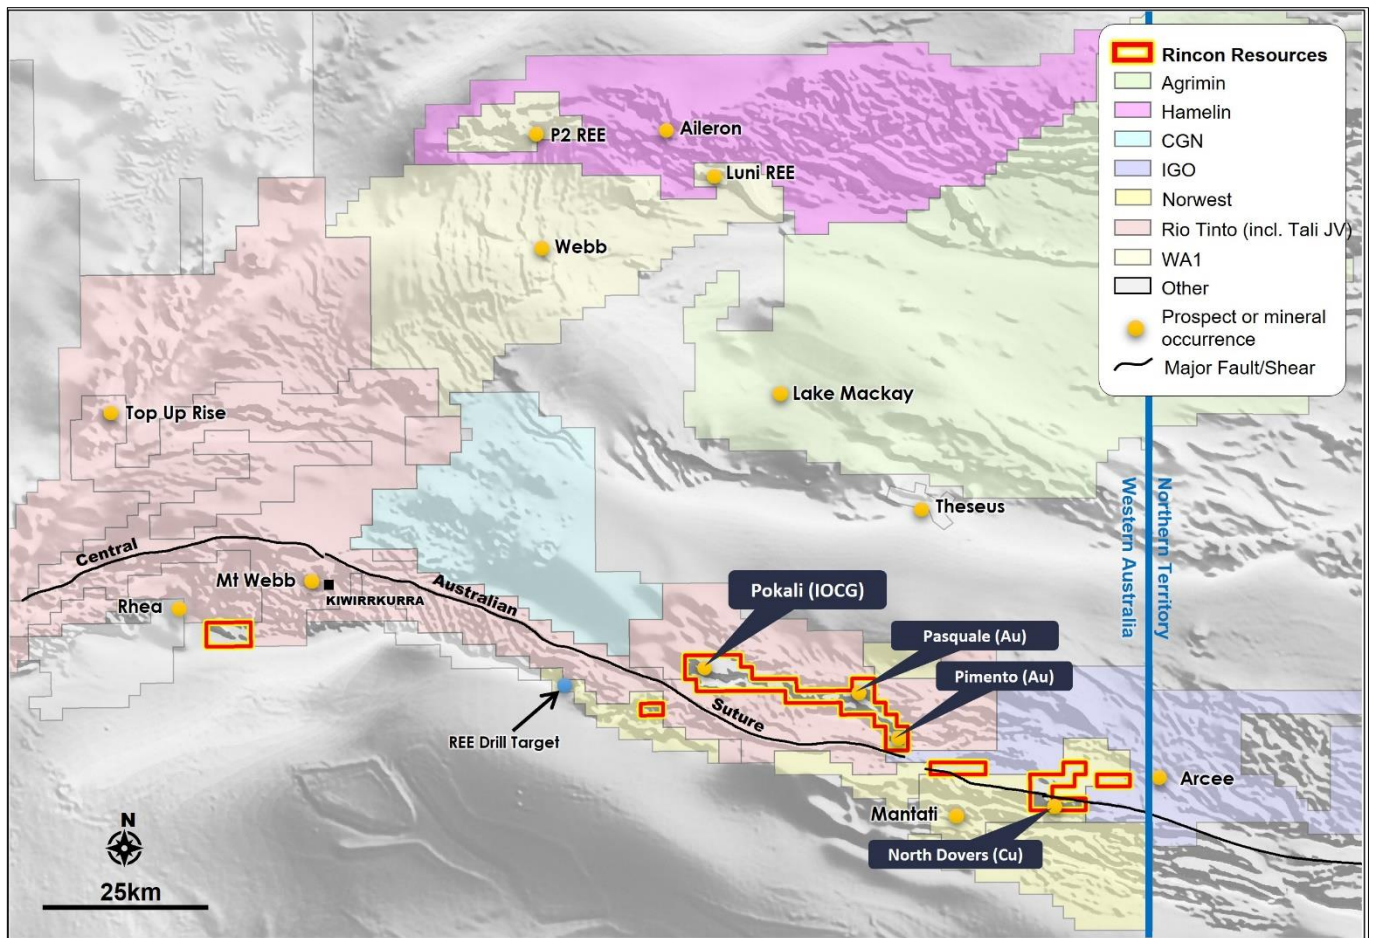 Rincon Resources
Agrimin
Hamelin
CGN
IGO
Norwest
Rio Tinto (incl. Tali JV)
WA1
Other
Prospect or mineral
occurrence
Major Fault/Shear
P2 REE
Aileron
Luni REE
Webb
Top Up Rise
Lake Mackay
Theseus
Western Australia
Northern Territory
Central
Australian
Suture
Mt Webb
KIWIRRKURRA
Rhea
Pokali (IOCG)
Pasquale (Au)
Pimento (Au)
REE Drill Target
Arcee
Mantati
North Dovers (Cu)
N
25km